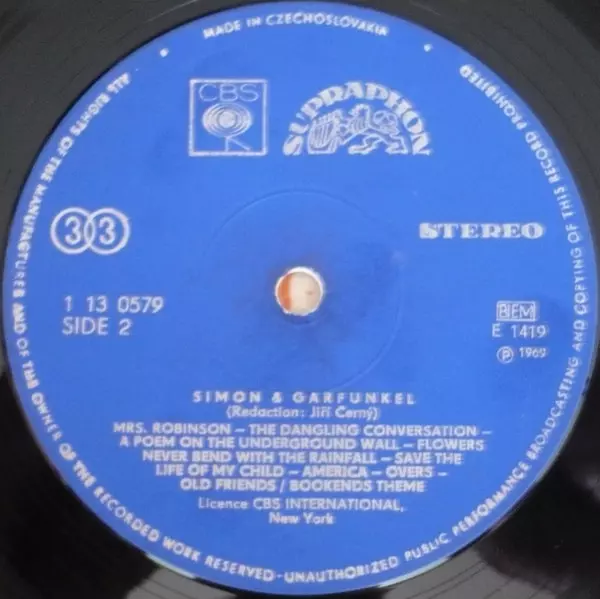 MADE IN CZECHOSLOVAKIA
ALL RIGHTS OF THE MANUFACTURES AND OF THE OWNER OF THE RECORDED WORK RESERVED - UNAUTHORIZED PUBLIC PERFORMANCE BROADCASTING AND COPYING OF THIS RECORD PROHIBITED
CBS
SUPRAPHON
33
STEREO
1 13 0579
SIDE 2
BIEM
E 1419
Ⓟ 1969
SIMON & GARFUNKEL
(Redaction: Jiří Černý)
MRS. ROBINSON – THE DANGLING CONVERSATION –
A POEM ON THE UNDERGROUND WALL – FLOWERS
NEVER BEND WITH THE RAINFALL – SAVE THE
LIFE OF MY CHILD – AMERICA – OVERS –
OLD FRIENDS / BOOKENDS THEME
Licence CBS INTERNATIONAL,
New York